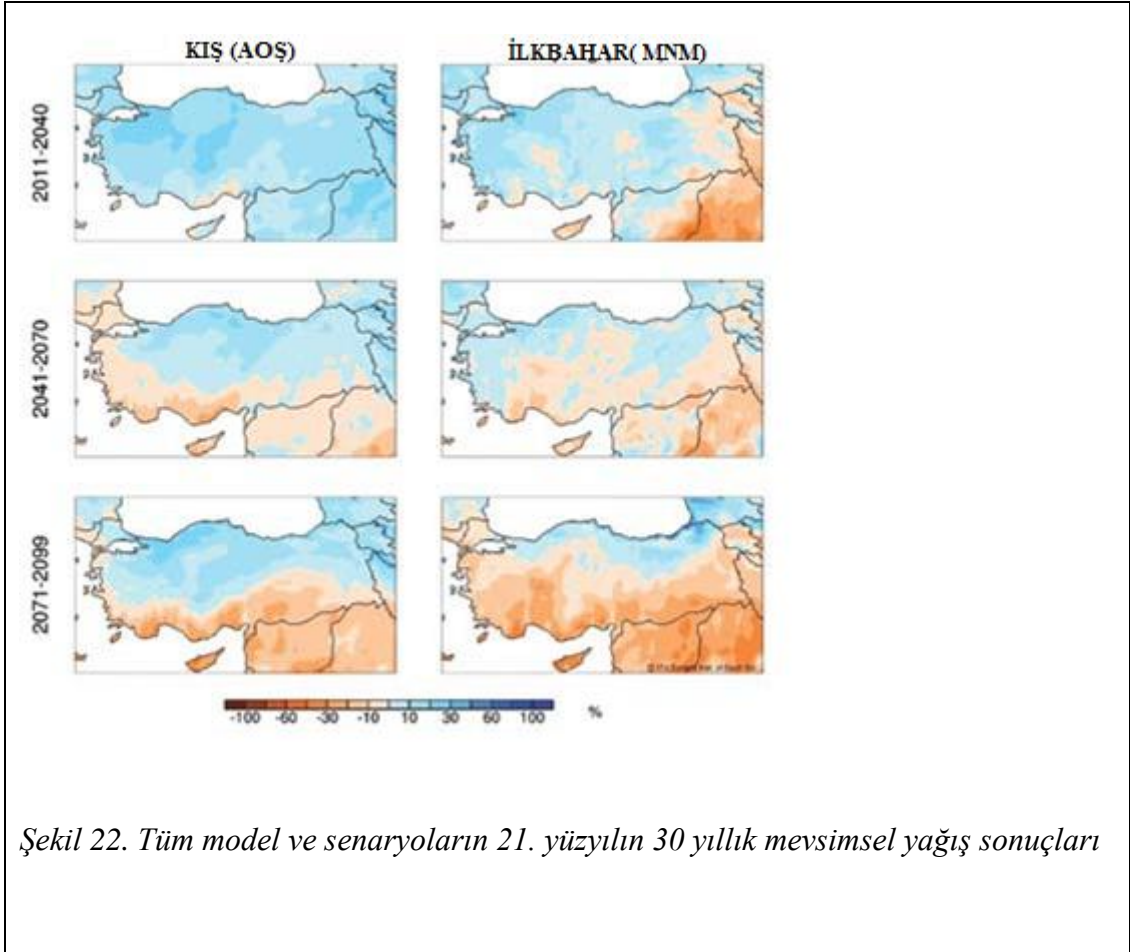 KIŞ (AOŞ) İLKBAHAR( MNM)
2011-2040
2041-2070
2071-2099
-100 -60 -30 -10 10 30 60 100 %
Şekil 22. Tüm model ve senaryoların 21. yüzyılın 30 yıllık mevsimsel yağış sonuçları